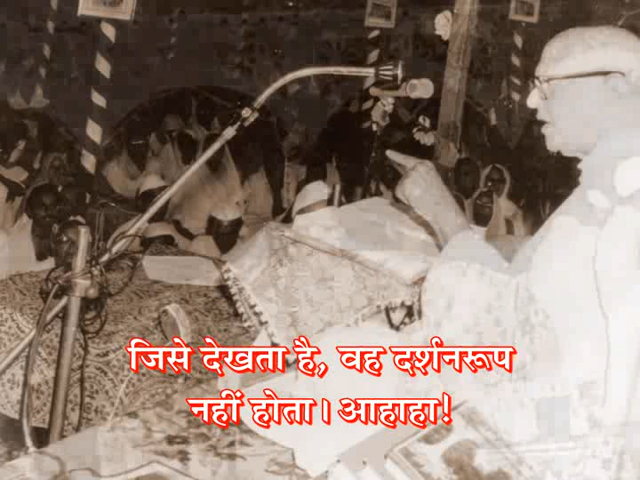 जिसे देखता है, वह दर्शनरूप
नहीं होता। आहाहा!